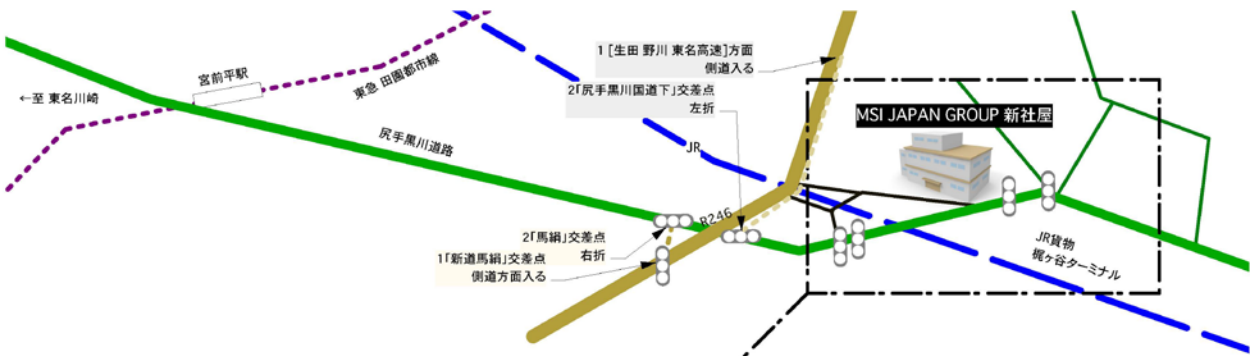 1 [生田 野川 東名高速]方面
側道入る
宮前平駅
東急 田園都市線
←至 東名川崎
2「尻手黒川国道下」交差点
左折
MSI JAPAN GROUP 新社屋
尻手黒川道路
JR
R246
2「馬絹」交差点
右折
1「新道馬絹」交差点
側道方面入る
JR貨物
梶ヶ谷ターミナル